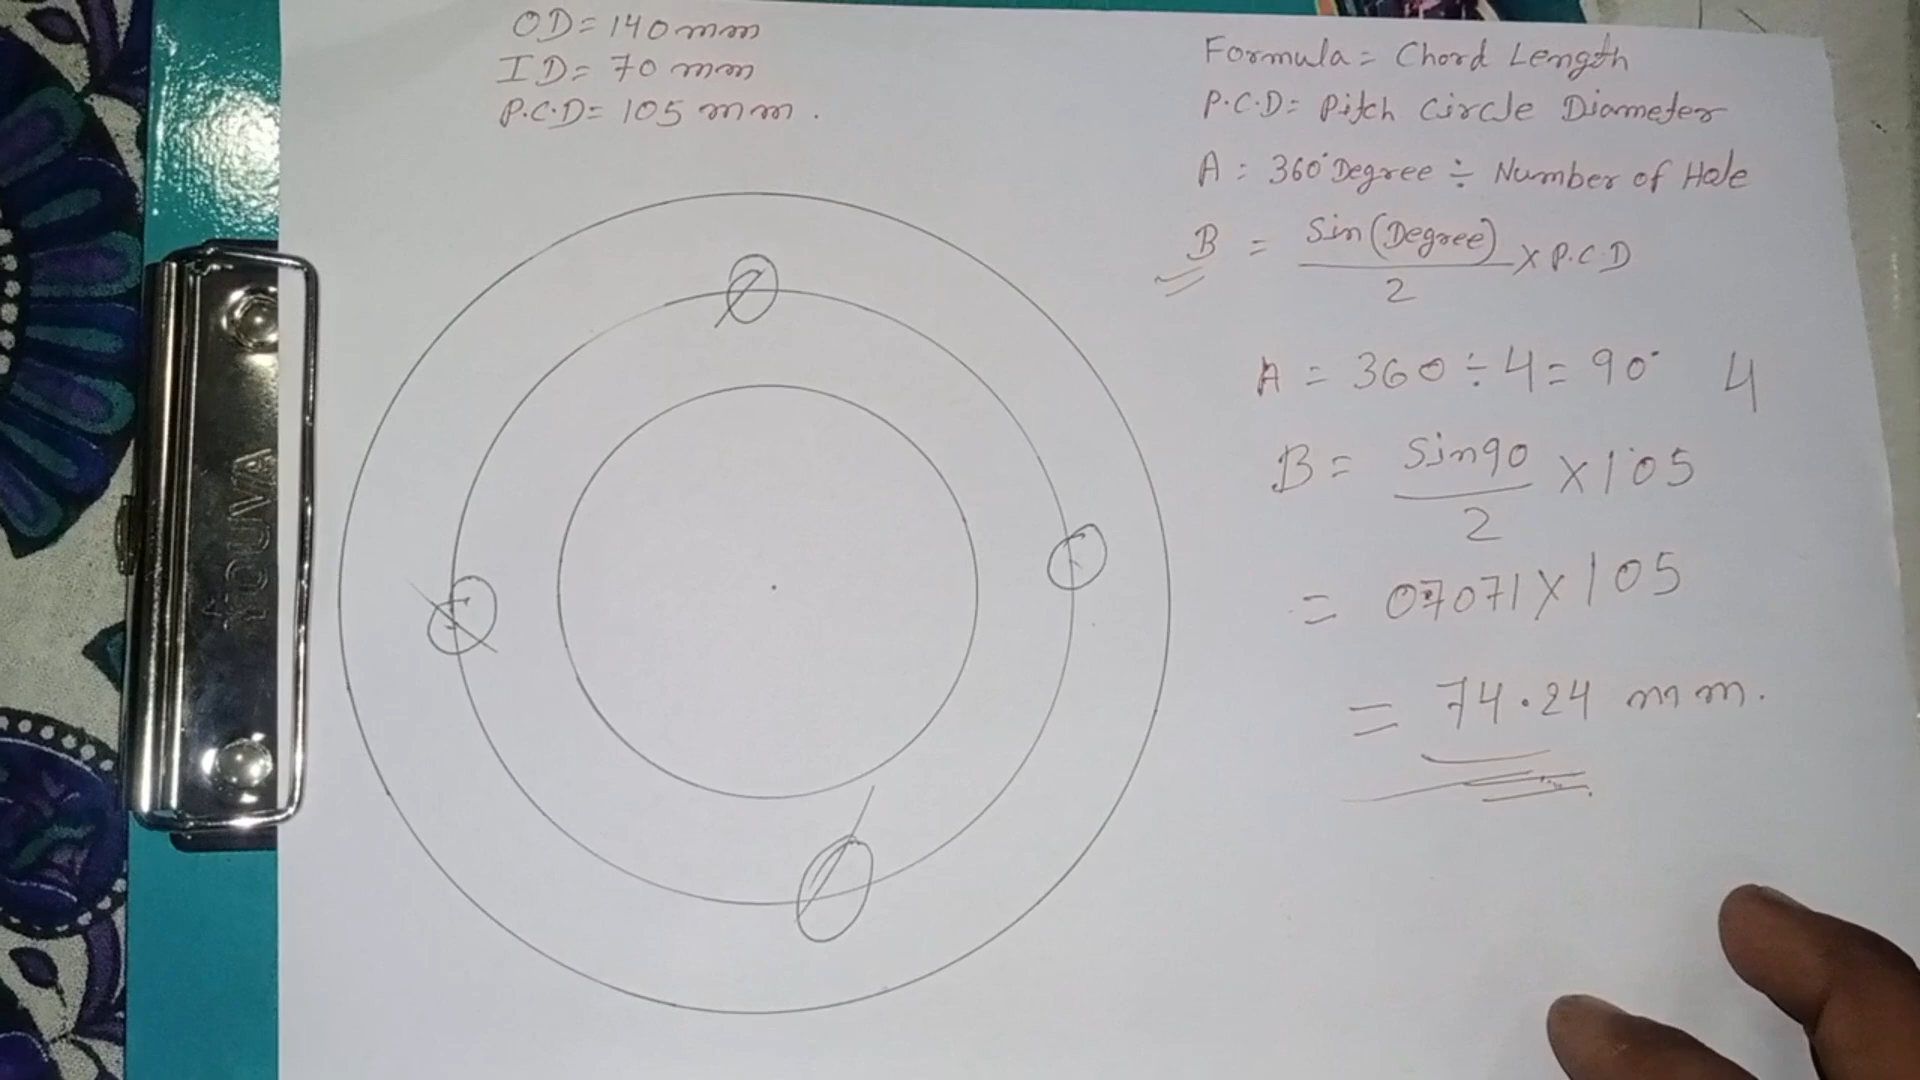 OD= 140 mm
ID= 70 mm
P.C.D= 105 mm.
Formula = Chord Length
P.C.D= Pitch Circle Diameter
A = 360° Degree ÷ Number of Hole
B = Sin (Degree) / 2 × P.C.D
A = 360 ÷ 4 = 90° 4
B = Sin90 / 2 × 105
= 0.7071 × 105
= 74.24 mm.
YOUVA